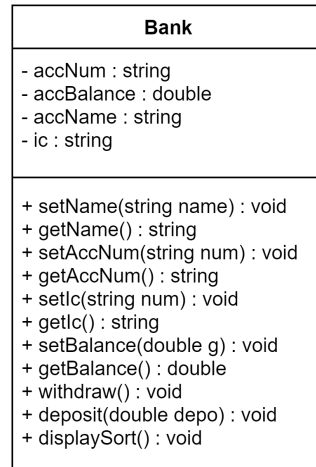 Bank
- accNum : string
- accBalance : double
- accName : string
- ic : string
+ setName(string name) : void
+ getName() : string
+ setAccNum(string num) : void
+ getAccNum() : string
+ setIc(string num) : void
+ getIc() : string
+ setBalance(double g) : void
+ getBalance() : double
+ withdraw() : void
+ deposit(double depo) : void
+ displaySort() : void